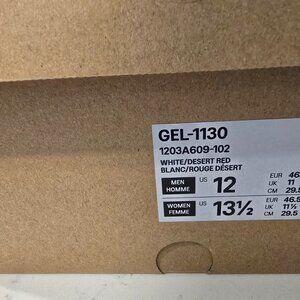 GEL-1130
1203A609-102
WHITE/DESERT RED
BLANC/ROUGE DÉSERT
MEN HOMME US 12 EUR 46. UK 11 CM 29.5
WOMEN FEMME US 13½ EUR 46.5 UK 11½ CM 29.5